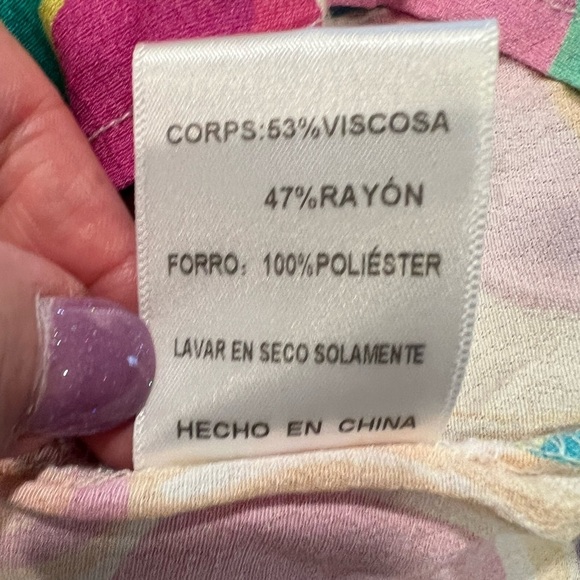 CORPS:53%VISCOSA
47%RAYÓN
FORRO: 100%POLIÉSTER
LAVAR EN SECO SOLAMENTE
HECHO EN CHINA